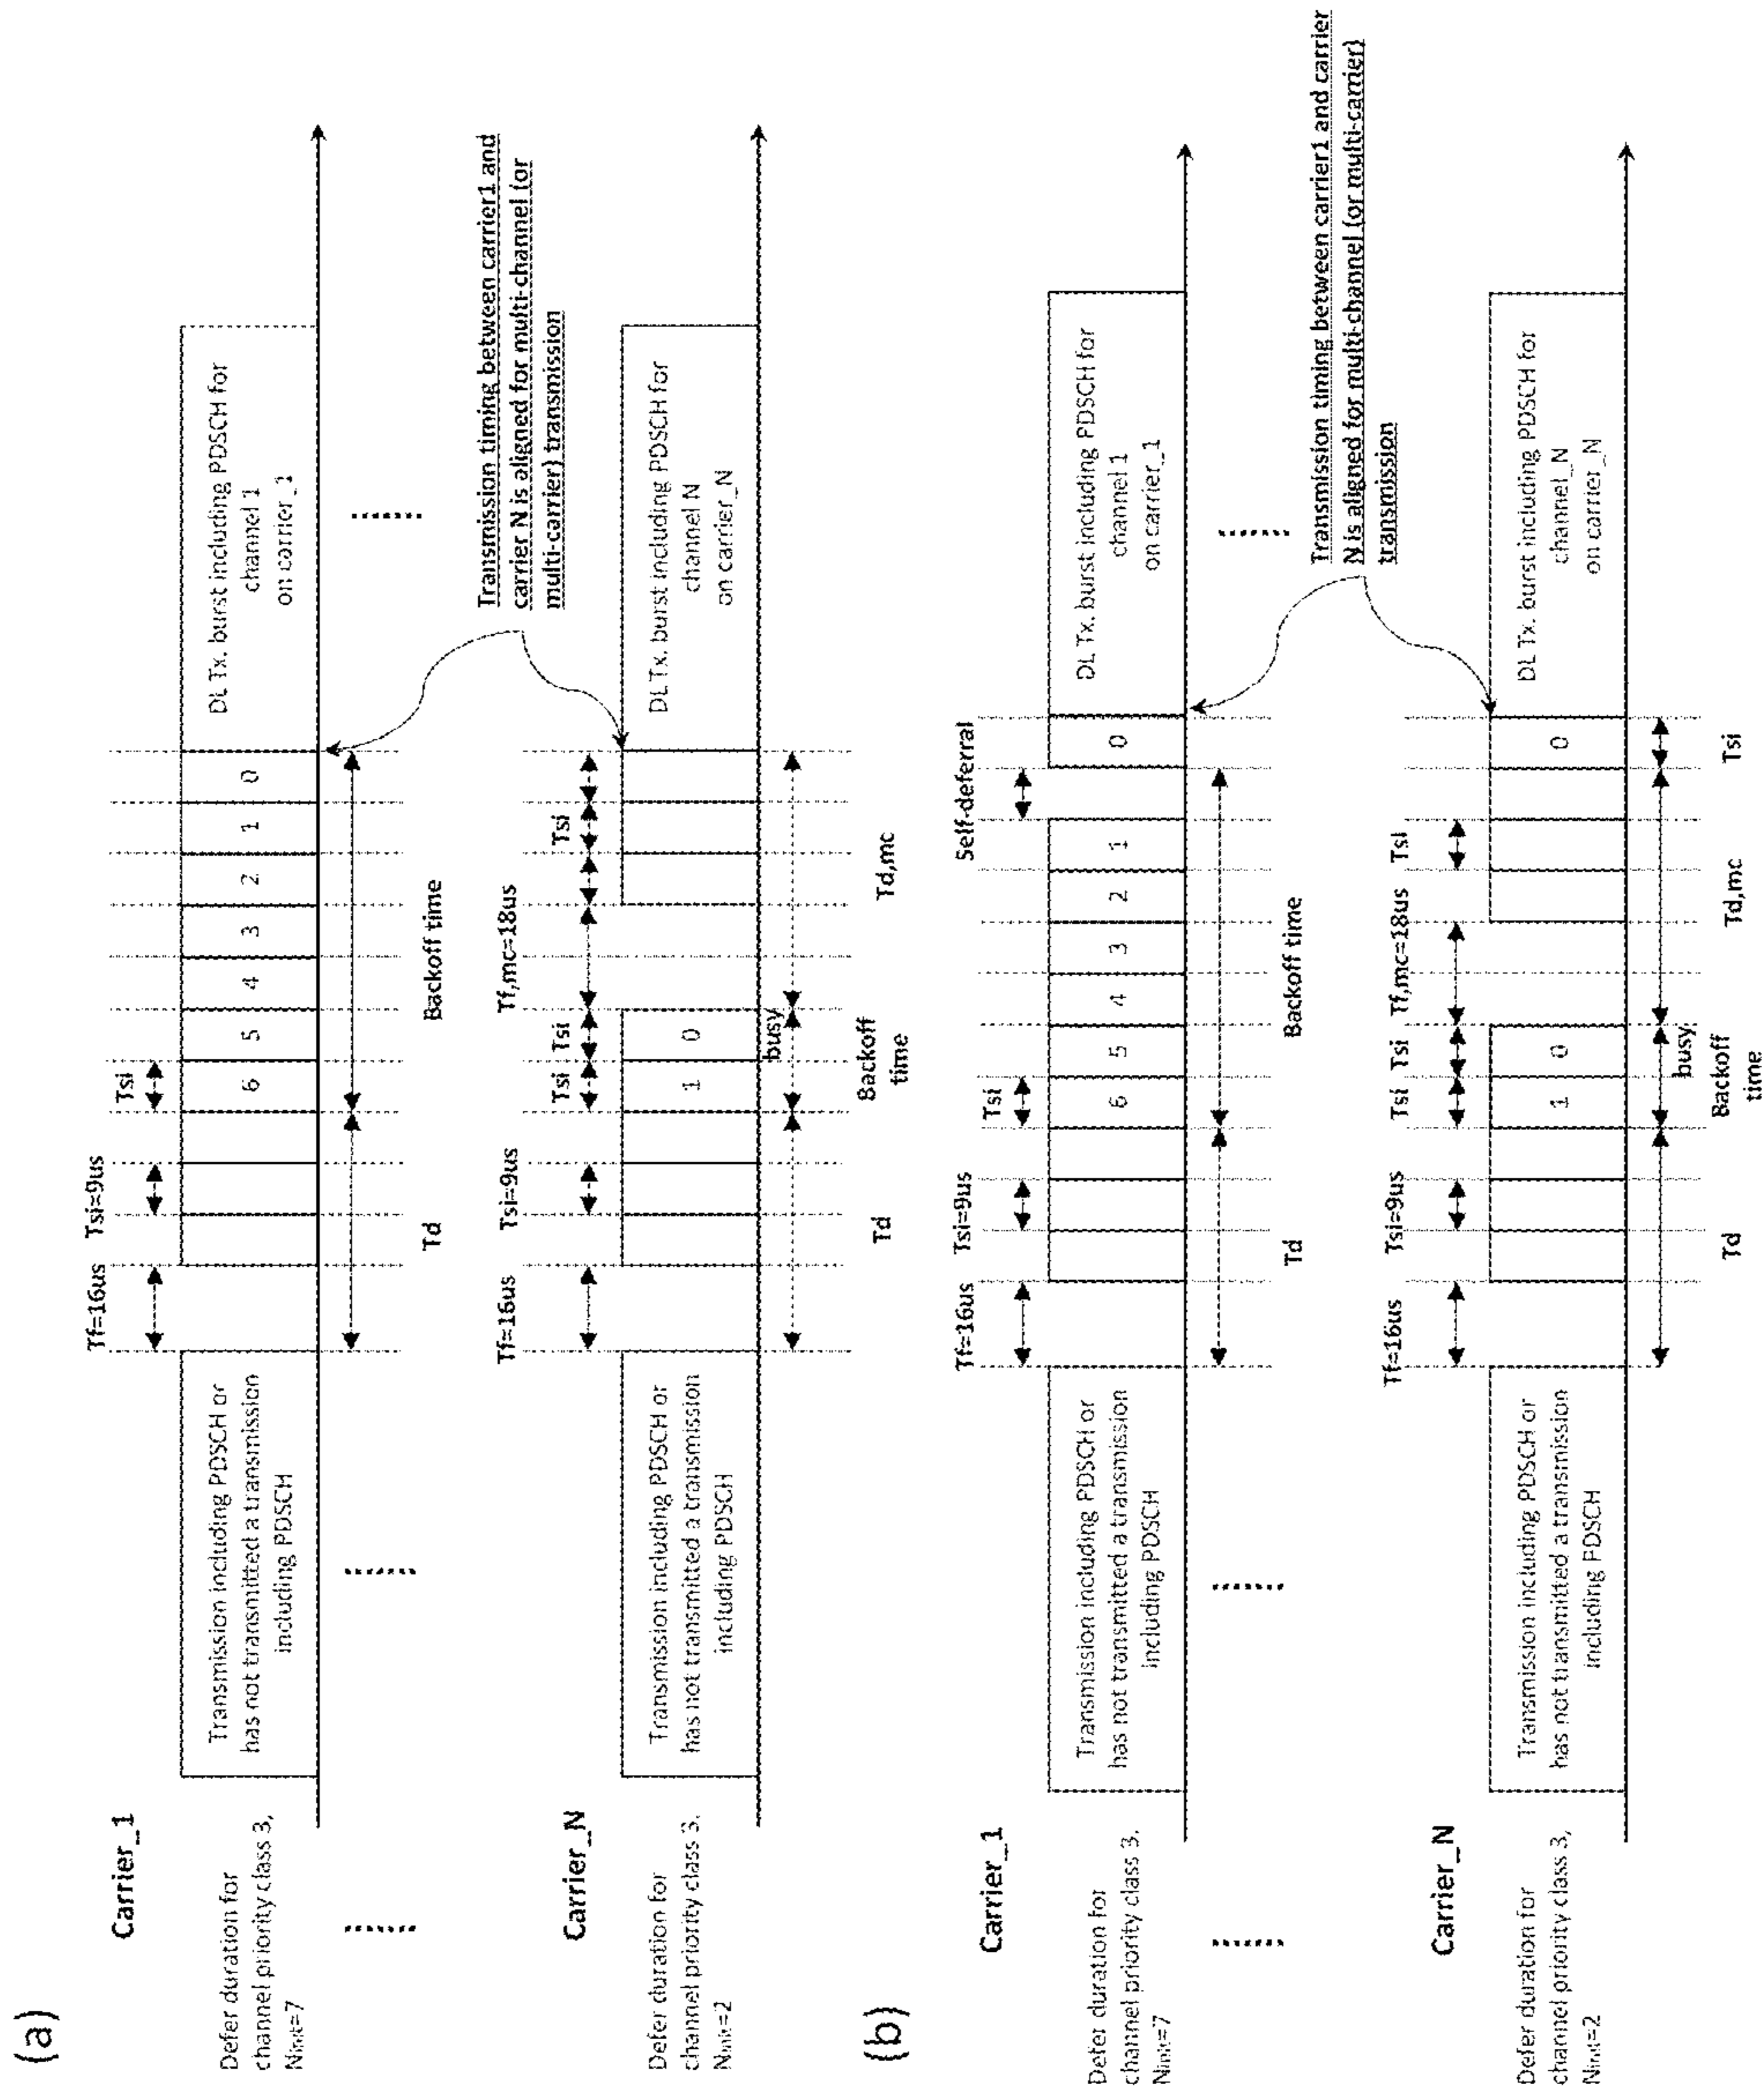 (a)
Carrier_1
Defer duration for
channel priority class 3,
Ninit=7
Transmission including PDSCH or
has not transmitted a transmission
including PDSCH
Tf=16us
Tsi=9us
Tsi
6
5
4
3
2
1
0
DL Tx. burst including PDSCH for
channel 1
on carrier_1
Td
Backoff time
Transmission timing between carrier1 and
carrier N is aligned for multi-channel (or
multi-carrier) transmission
Carrier_N
Defer duration for
channel priority class 3.
Ninit=2
Transmission including PDSCH or
has not transmitted a transmission
including PDSCH
Tf=16us
Tsi=9us
Tsi
Tsi
Tf,mc=18us
Tsi
1
0
DL Tx. burst including PDSCH for
channel N
on carrier_N
busy
Td
Backoff
time
Td,mc
(b)
Carrier_1
Defer duration for
channel priority class 3.
Ninit=7
Transmission including PDSCH or
has not transmitted a transmission
including PDSCH
Tf=16us
Tsi=9us
Tsi
Self-deferral
6
5
4
3
2
1
0
DL Tx. burst including PDSCH for
channel 1
on carrier_1
Td
Backoff time
Transmission timing between carrier1 and carrier
N is aligned for multi-channel (or multi-carrier)
transmission
Carrier_N
Defer duration for
channel priority class 3,
Ninit=2
Transmission including PDSCH or
has not transmitted a transmission
including PDSCH
Tf=16us
Tsi=9us
Tsi
Tsi
Tf,mc=18us
Tsi
1
0
0
DL Tx. burst including PDSCH for
channel_N
on carrier_N
busy
Td
Backoff
time
Td,mc
Tsi